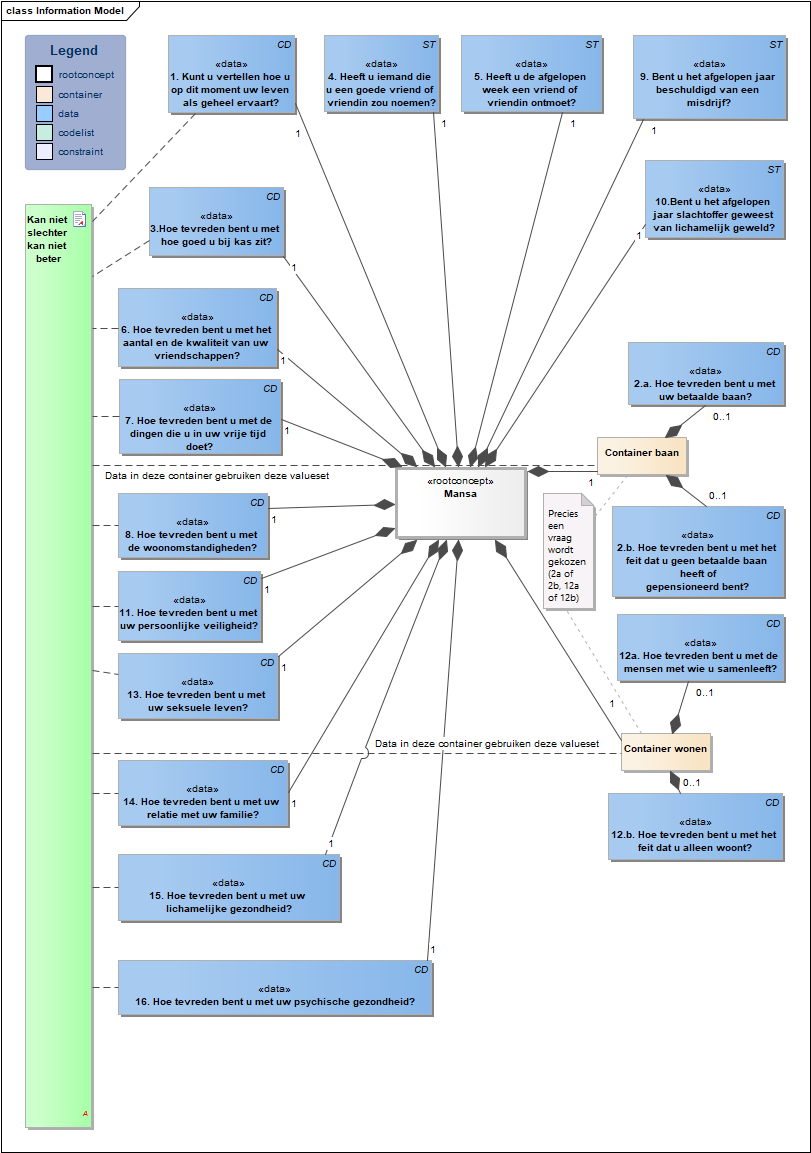 class Information Model
Legend
rootconcept
container
data
codelist
constraint
CD
«data»
1. Kunt u vertellen hoe u
op dit moment uw leven
als geheel ervaart?
1
ST
«data»
4. Heeft u iemand die
u een goede vriend of
vriendin zou noemen?
1
ST
«data»
5. Heeft u de afgelopen
week een vriend of
vriendin ontmoet?
1
ST
«data»
9. Bent u het afgelopen jaar
beschuldigd van een
misdrijf?
1
ST
«data»
10.Bent u het afgelopen
jaar slachtoffer geweest
van lichamelijk geweld?
1
Kan niet
slechter
kan niet
beter
A
CD
«data»
3.Hoe tevreden bent u met
hoe goed u bij kas zit?
1
CD
«data»
6. Hoe tevreden bent u met het
aantal en de kwaliteit van uw
vriendschappen?
1
CD
«data»
7. Hoe tevreden bent u met de
dingen die u in uw vrije tijd
doet?
1
Data in deze container gebruiken deze valueset
«rootconcept»
Mansa
CD
«data»
2.a. Hoe tevreden bent u met
uw betaalde baan?
0..1
Container baan
1
0..1
CD
«data»
2.b. Hoe tevreden bent u met het
feit dat u geen betaalde baan
heeft of
gepensioneerd bent?
Precies
een
vraag
wordt
gekozen
(2a of
2b, 12a
of 12b)
CD
«data»
8. Hoe tevreden bent u met
de woonomstandigheden?
1
CD
«data»
11. Hoe tevreden bent u met
uw persoonlijke veiligheid?
1
CD
«data»
13. Hoe tevreden bent u met
uw seksuele leven?
1
CD
«data»
12a. Hoe tevreden bent u met de
mensen met wie u samenleeft?
0..1
1
Data in deze container gebruiken deze valueset
Container wonen
0..1
CD
«data»
12.b. Hoe tevreden bent u met het
feit dat u alleen woont?
CD
«data»
14. Hoe tevreden bent u met uw
relatie met uw familie?
1
1
CD
«data»
15. Hoe tevreden bent u met uw
lichamelijke gezondheid?
1
CD
«data»
16. Hoe tevreden bent u met uw psychische gezondheid?